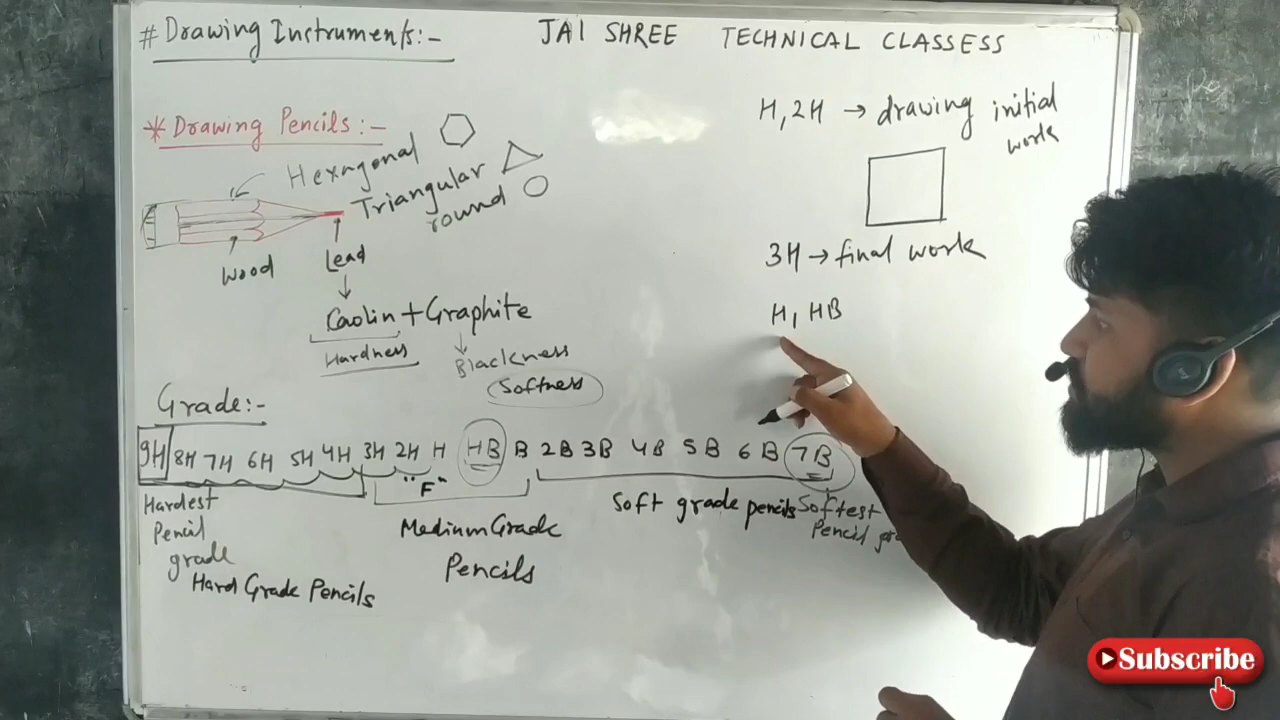 # Drawing Instruments:-
JAI SHREE TECHNICAL CLASSESS
* Drawing Pencils:-
Hexagonal
Triangular
round
Wood
Lead
Caolin + Graphite
Hardness
Blackness
Softness
Grade:-
9H 8H 7H 6H 5H 4H 3H 2H H HB B 2B 3B 4B 5B 6B 7B
"F"
Hardest
Pencil
grade
Hard Grade Pencils
Medium Grade
Pencils
Soft grade pencils
Softest
Pencil
H, 2H → drawing initial
work
3H → final work
H, HB
Subscribe